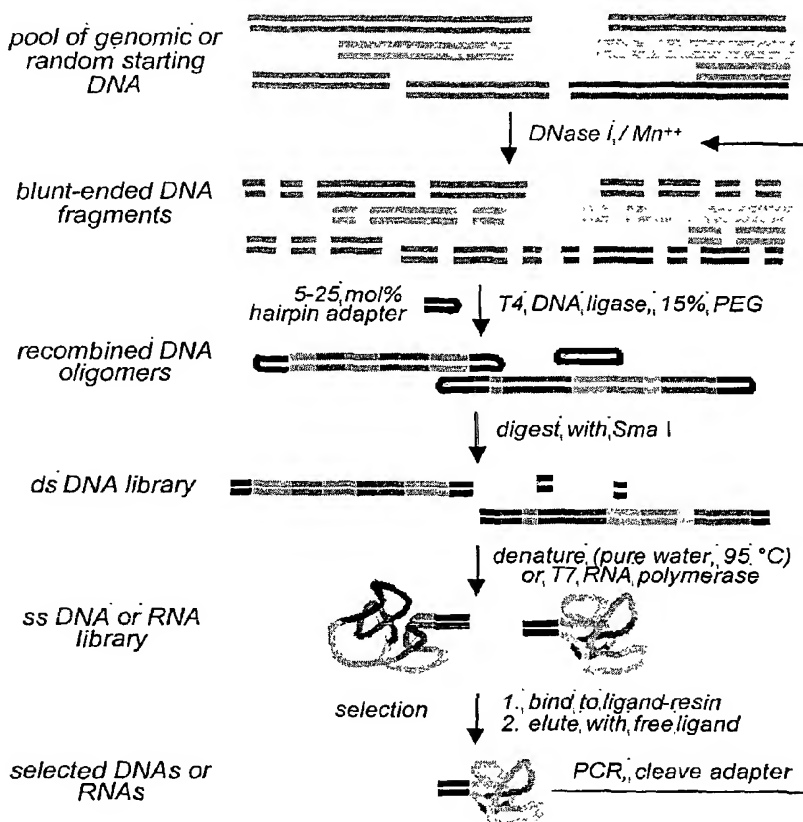 pool of genomic or
random starting
DNA
DNase I / Mn++
blunt-ended DNA
fragments
5-25 mol%
hairpin adapter
T4 DNA ligase, 15% PEG
recombined DNA
oligomers
digest with Sma I
ds DNA library
denature (pure water, 95 °C)
or T7 RNA polymerase
ss DNA or RNA
library
selection
1. bind to ligand-resin
2. elute with free ligand
selected DNAs or
RNAs
PCR, cleave adapter